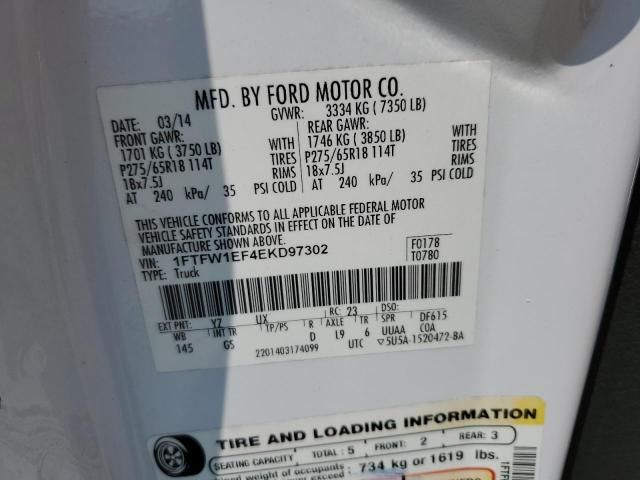 MFD. BY FORD MOTOR CO.
DATE: 03/14 GVWR: 3334 KG ( 7350 LB)
FRONT GAWR: REAR GAWR:
1701 KG ( 3750 LB) WITH 1746 KG ( 3850 LB) WITH
P275/65R18 114T TIRES P275/65R18 114T TIRES
18x7.5J RIMS 18x7.5J RIMS
AT 240 kPa/ 35 PSI COLD AT 240 kPa/ 35 PSI COLD
THIS VEHICLE CONFORMS TO ALL APPLICABLE FEDERAL MOTOR
VEHICLE SAFETY STANDARDS IN EFFECT ON THE DATE OF
MANUFACTURE SHOWN ABOVE.
VIN: 1FTFW1EF4EKD97302 F0178
TYPE: Truck T0780
EXT PNT: YZ UX RC: 23 DSO:
WB INT TR TP/PS R AXLE TR SPR DF615
145 GS D L9 6 UUAA COA
2201403174099 UTC ▽5U5A-1520472-BA
TIRE AND LOADING INFORMATION
SEATING CAPACITY TOTAL: 5 FRONT: 2 REAR: 3
weight of occupants
734 kg or 1619 lbs.